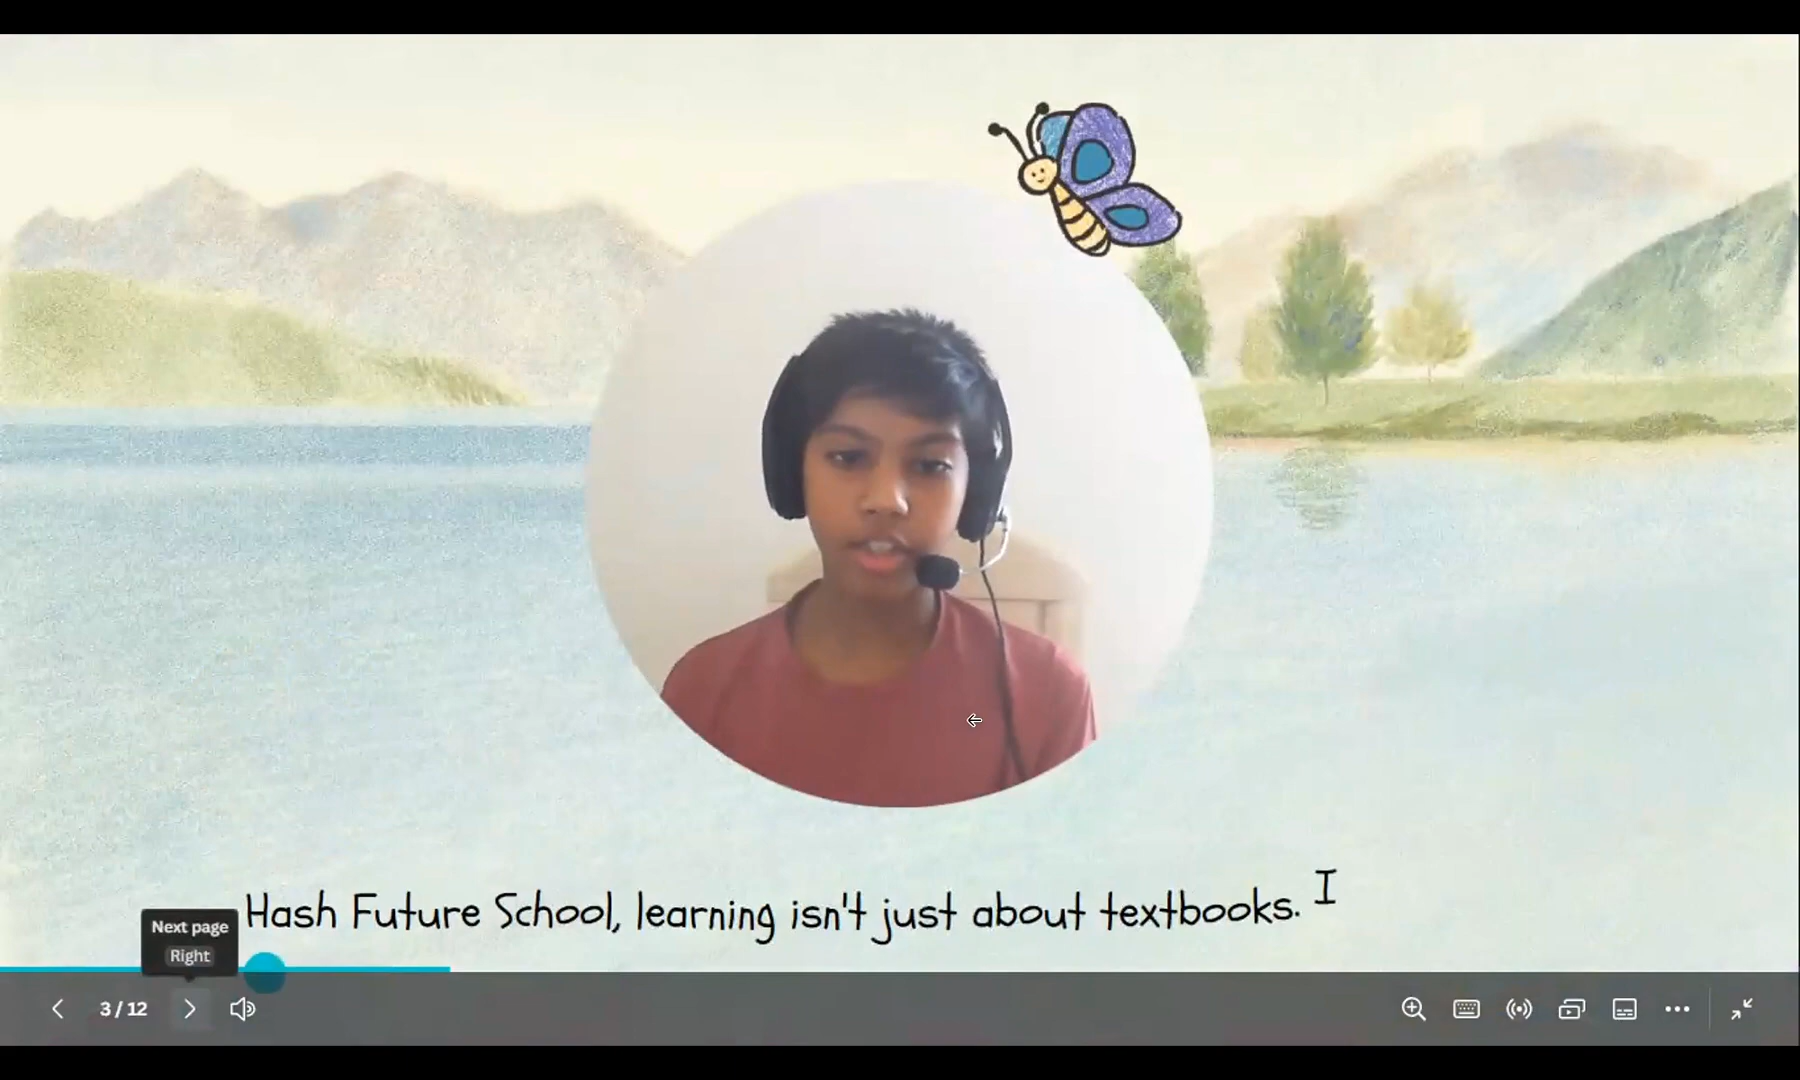 Hash Future School, learning isn't just about textbooks. I
Next page
Right
3 / 12